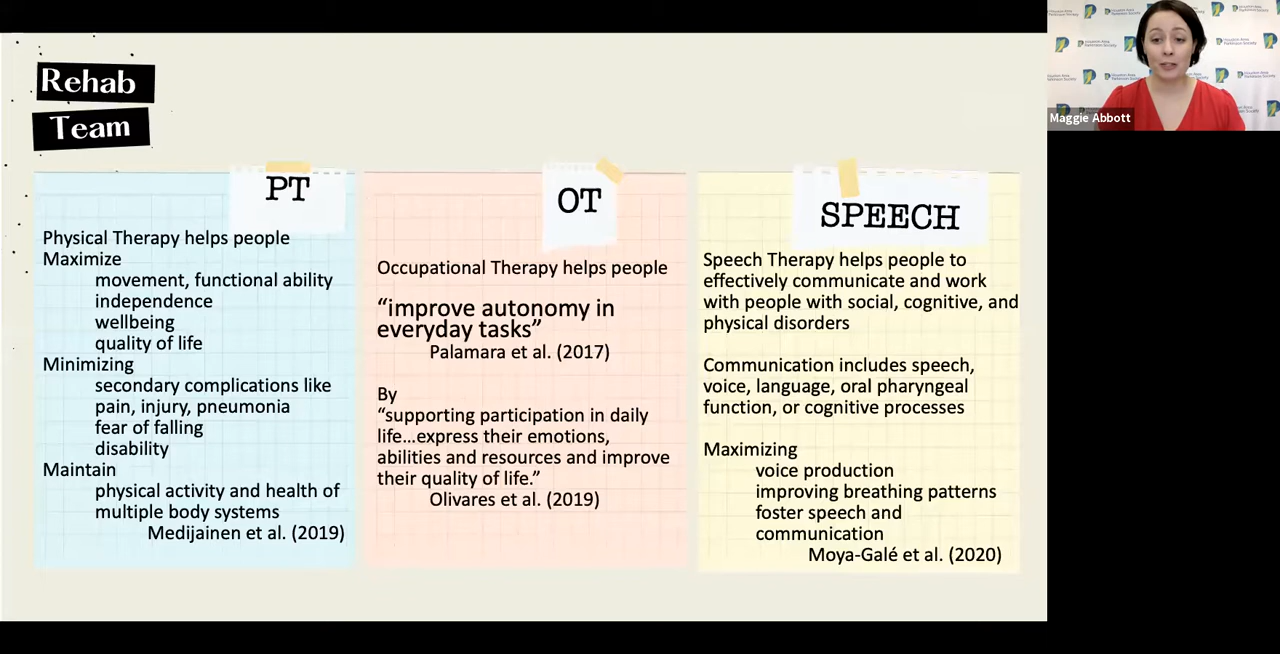 Rehab
Team
PT
Physical Therapy helps people
Maximize
movement, functional ability
independence
wellbeing
quality of life
Minimizing
secondary complications like
pain, injury, pneumonia
fear of falling
disability
Maintain
physical activity and health of
multiple body systems
Medijainen et al. (2019)
OT
Occupational Therapy helps people
“improve autonomy in
everyday tasks”
Palamara et al. (2017)
By
“supporting participation in daily
life…express their emotions,
abilities and resources and improve
their quality of life.”
Olivares et al. (2019)
SPEECH
Speech Therapy helps people to
effectively communicate and work
with people with social, cognitive, and
physical disorders
Communication includes speech,
voice, language, oral pharyngeal
function, or cognitive processes
Maximizing
voice production
improving breathing patterns
foster speech and
communication
Moya-Galé et al. (2020)
Houston Area
Parkinson Society
Maggie Abbott